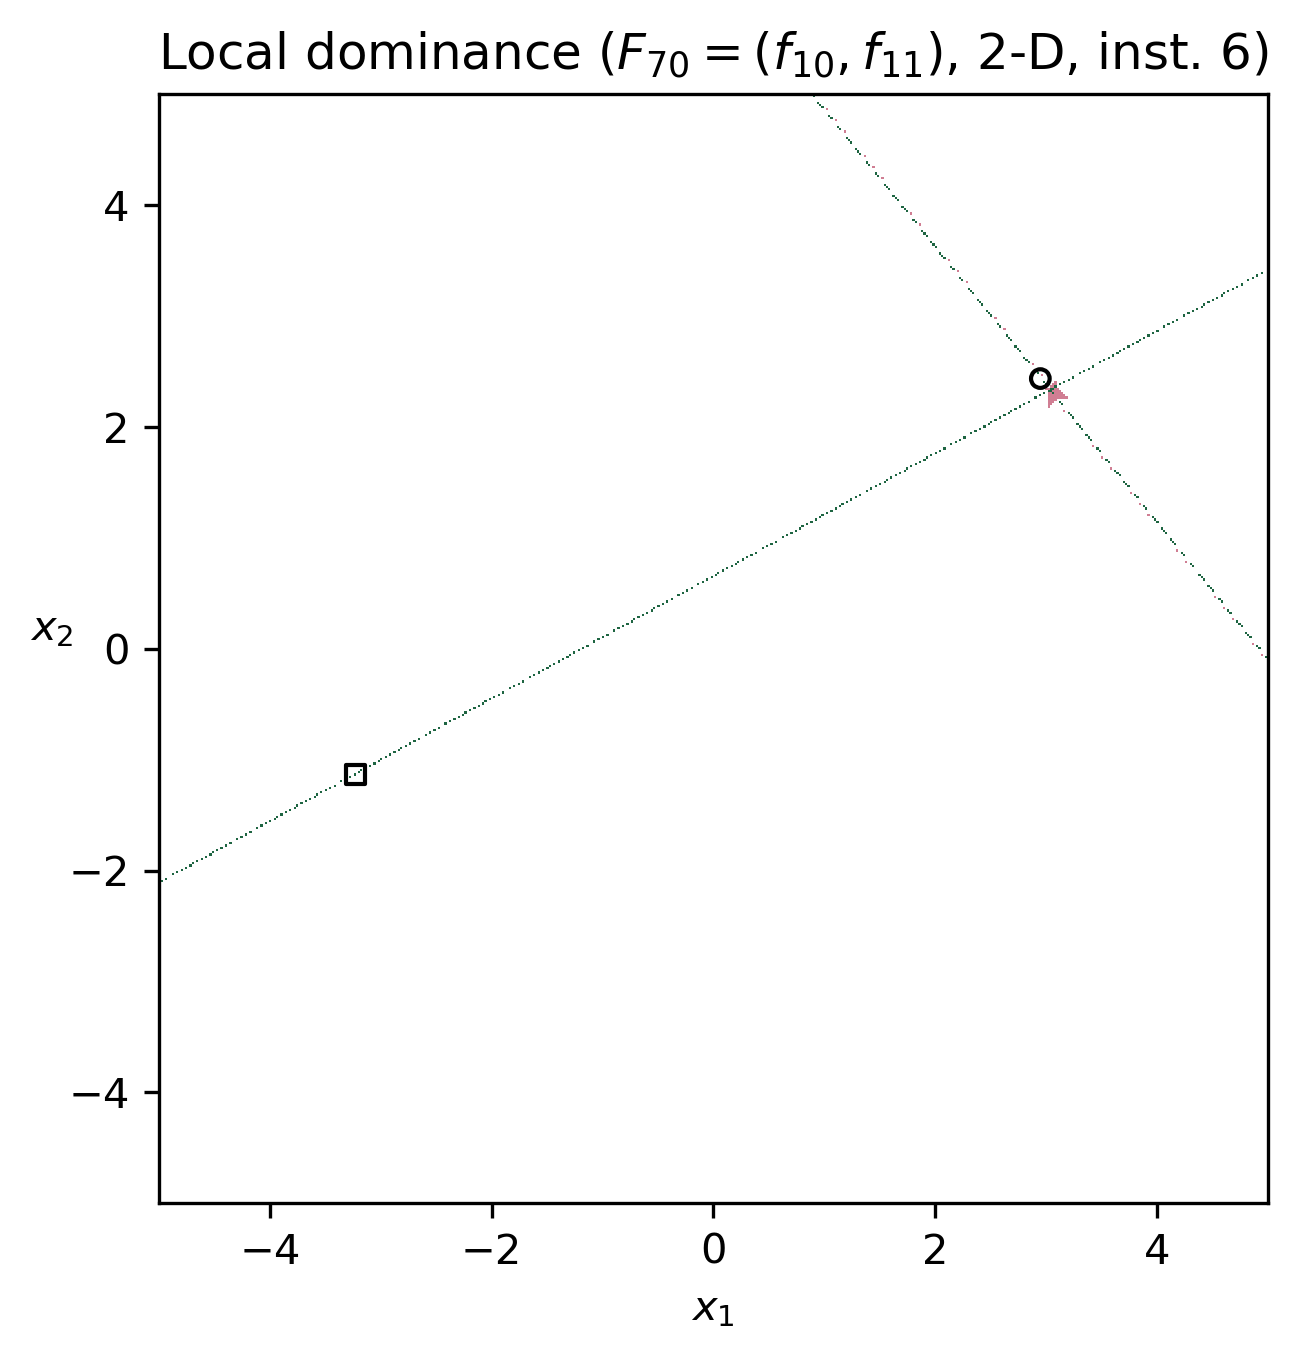 Local dominance (F₇₀ = (f₁₀, f₁₁), 2-D, inst. 6)
4
2
x₂ 0
−2
−4
−4 −2 0 2 4
x₁